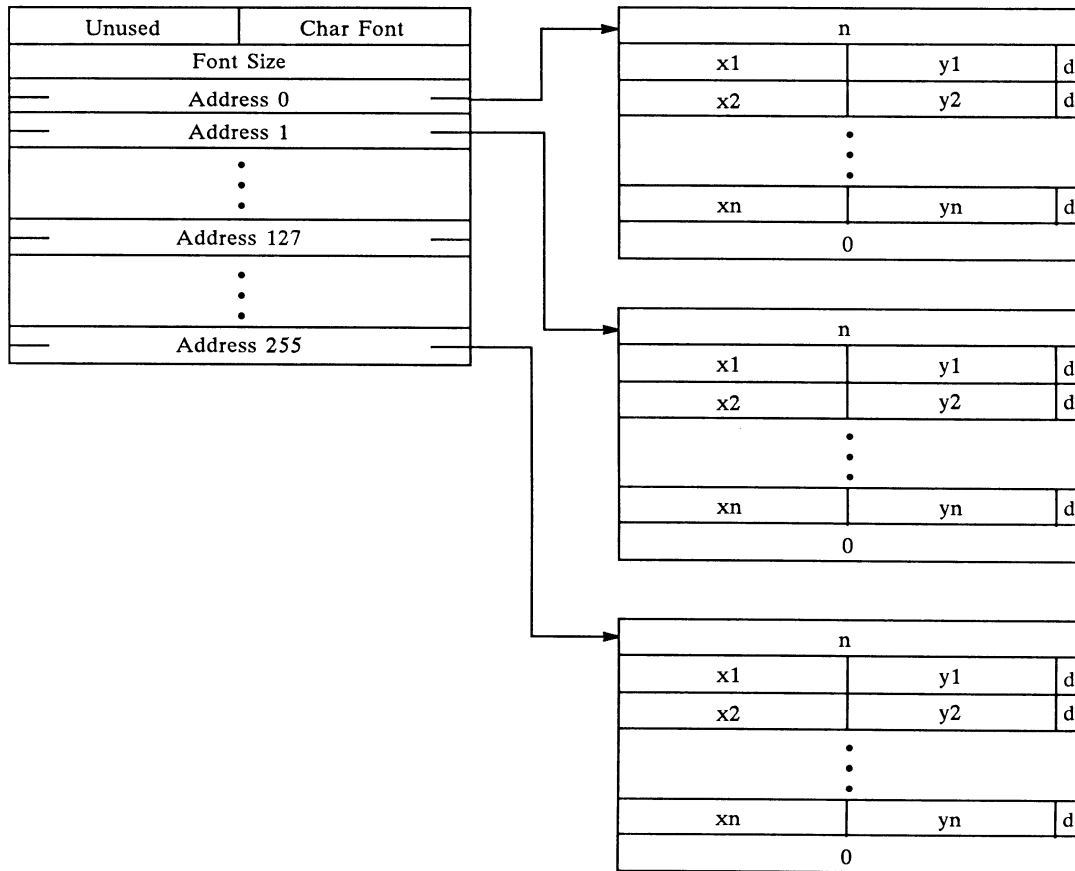 Unused Char Font
Font Size
Address 0
Address 1
Address 127
Address 255
n
x1 y1 d
x2 y2 d
xn yn d
0
n
x1 y1 d
x2 y2 d
xn yn d
0
n
x1 y1 d
x2 y2 d
xn yn d
0